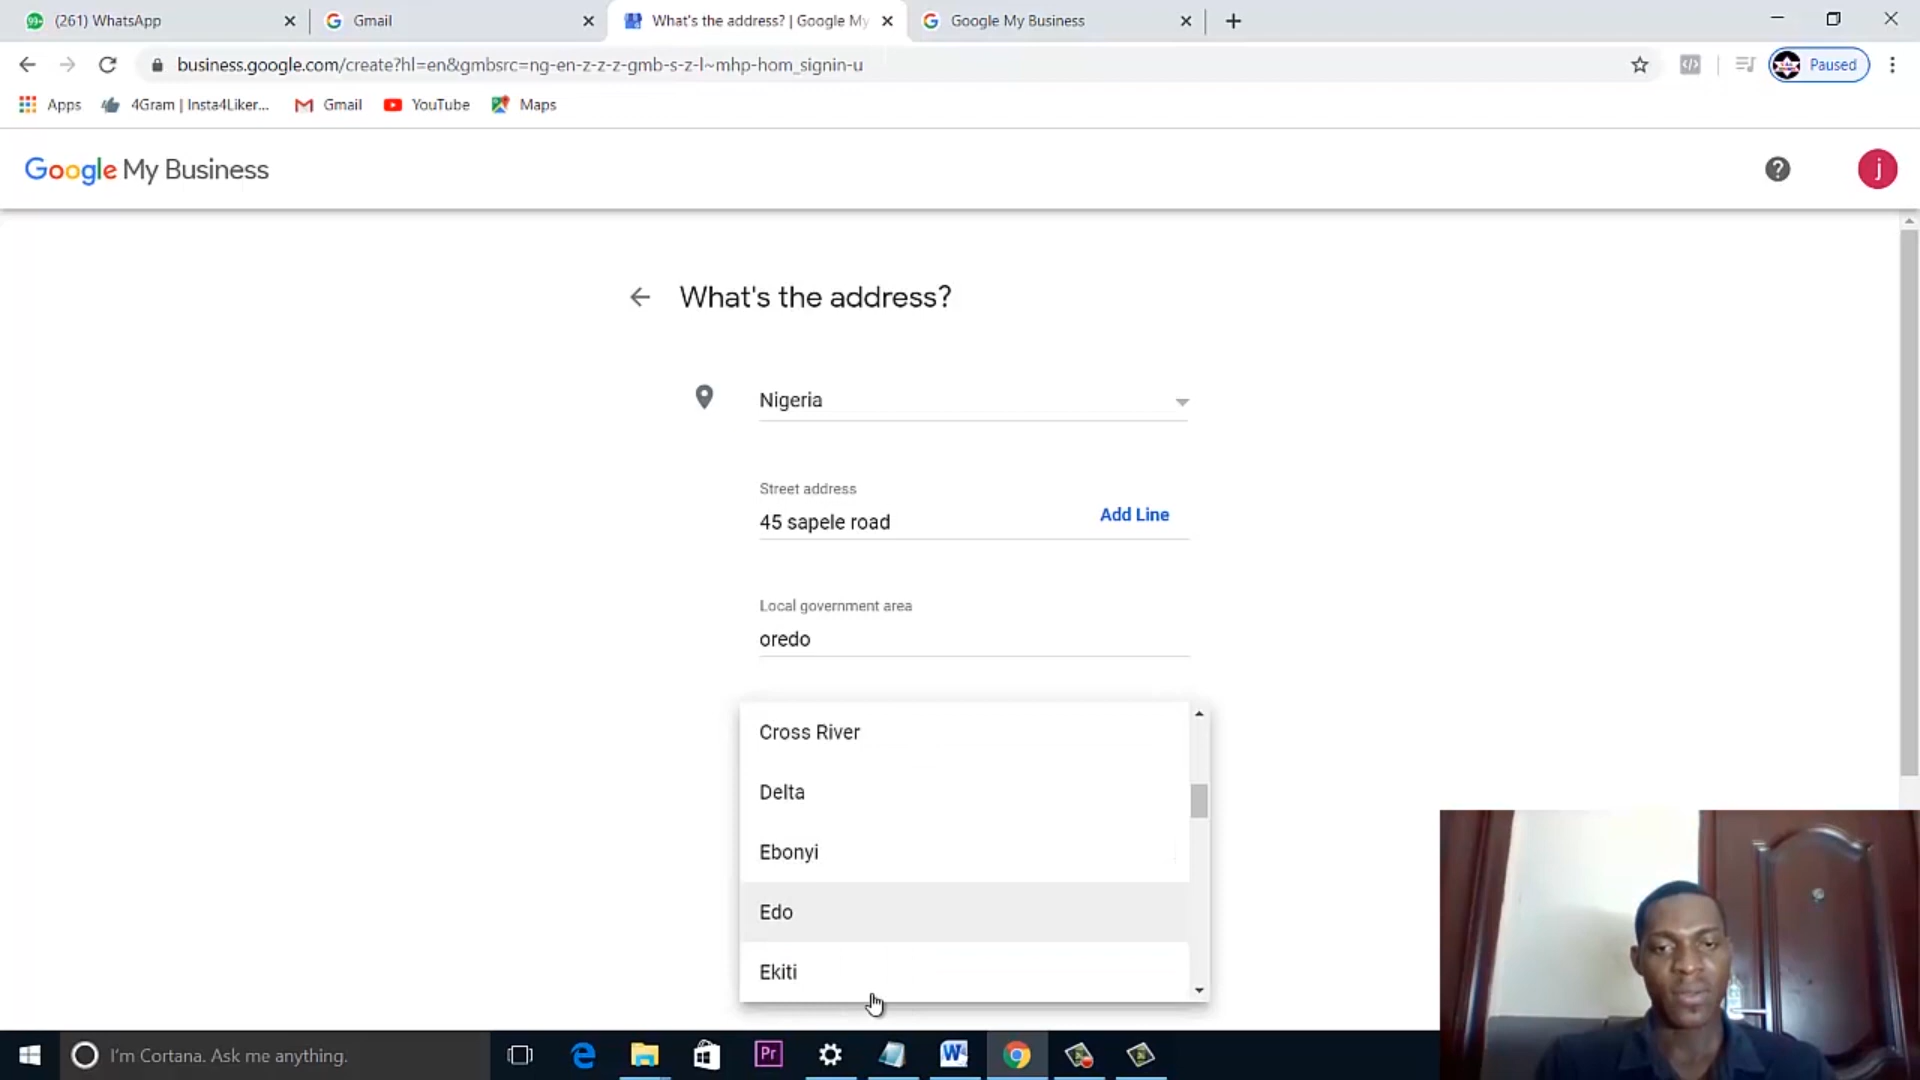 (261) WhatsApp
Gmail
What's the address? | Google My
Google My Business
business.google.com/create?hl=en&gmbsrc=ng-en-z-z-z-gmb-s-z-l~mhp-hom_signin-u
Paused
Apps
4Gram | Insta4Liker...
Gmail
YouTube
Maps
Google My Business
j
What's the address?
Nigeria
Street address
45 sapele road
Add Line
Local government area
oredo
Cross River
Delta
Ebonyi
Edo
Ekiti
I'm Cortana. Ask me anything.
Pr